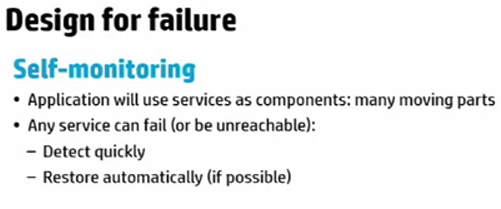 Design for failure
Self-monitoring
• Application will use services as components: many moving parts
• Any service can fail (or be unreachable):
– Detect quickly
– Restore automatically (if possible)